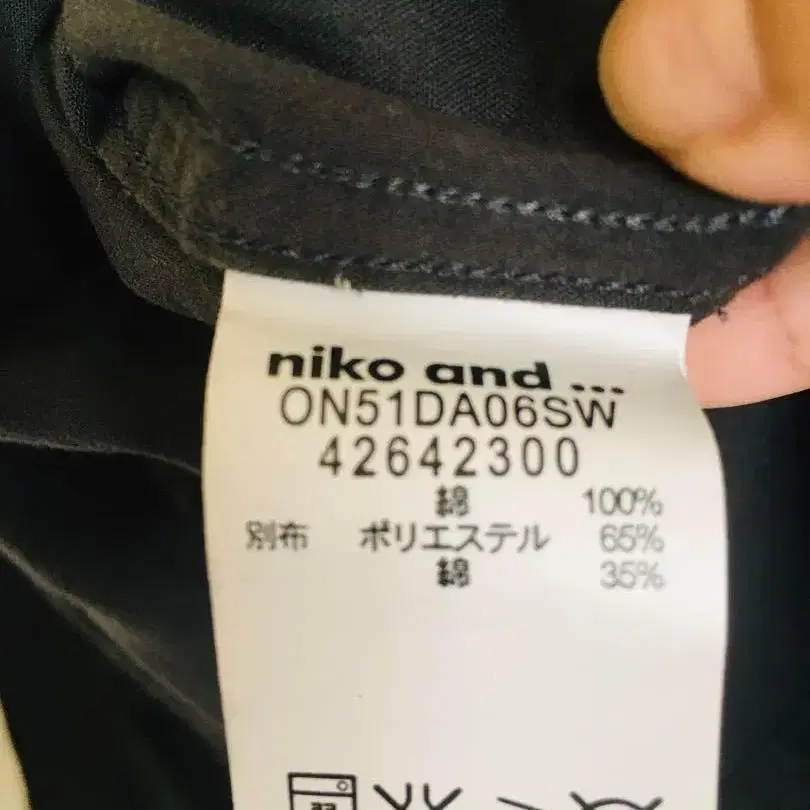 niko and ...
ON51DA06SW
42642300
綿 100%
別布 ポリエステル 65%
綿 35%